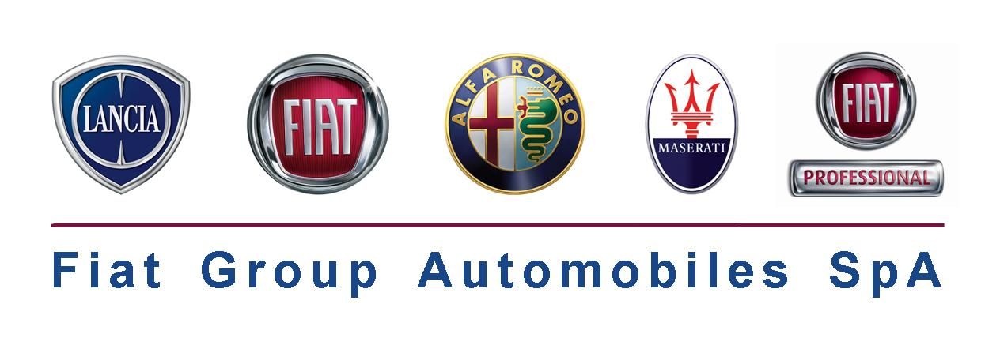 LANCIA
FIAT
ALFA ROMEO
MASERATI
FIAT
PROFESSIONAL
Fiat Group Automobiles SpA